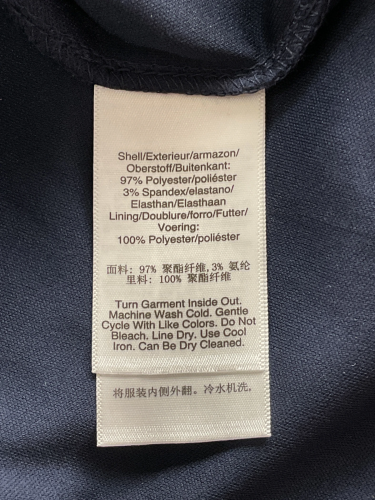 Shell/Exterieur/armazon/
Oberstoff/Buitenkant:
97% Polyester/poliéster
3% Spandex/elastano/
Elasthan/Elasthaan
Lining/Doublure/forro/Futter/
Voering:
100% Polyester/poliéster
面料: 97% 聚酯纤维,3% 氨纶
里料: 100% 聚酯纤维
Turn Garment Inside Out.
Machine Wash Cold. Gentle
Cycle With Like Colors. Do Not
Bleach. Line Dry. Use Cool
Iron. Can Be Dry Cleaned.
将服装内侧外翻。冷水机洗。